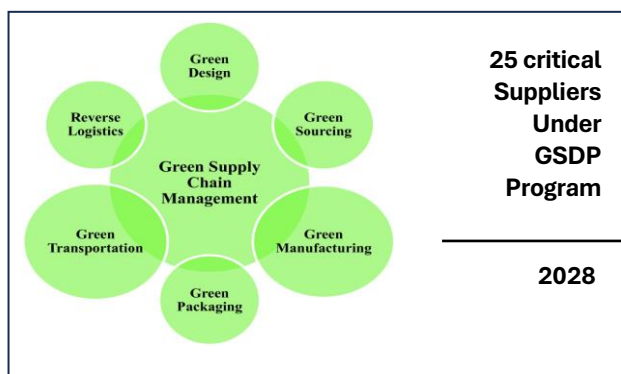 Green
Design
Reverse
Logistics
Green
Sourcing
Green Supply
Chain
Management
Green
Transportation
Green
Manufacturing
Green
Packaging
25 critical
Suppliers
Under
GSDP
Program
2028